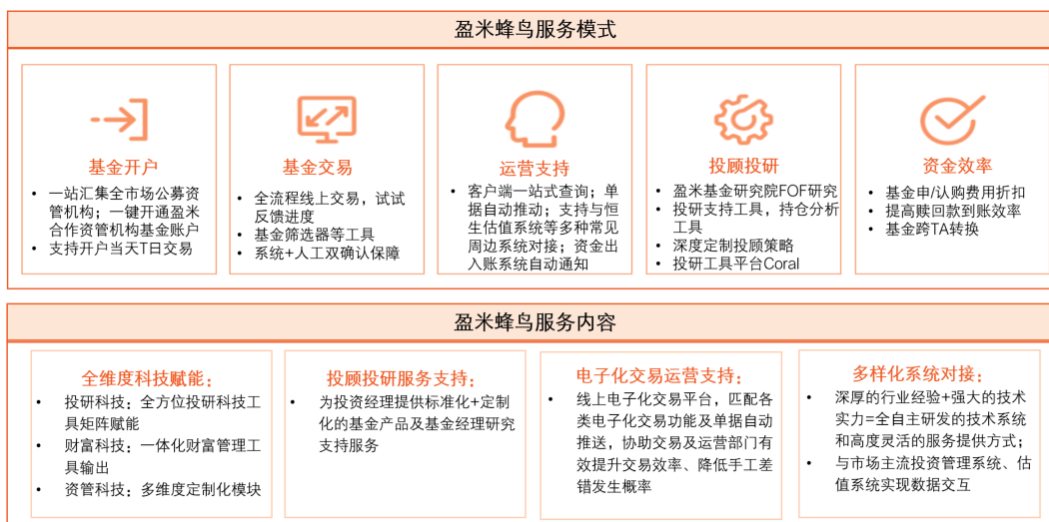 盈米蜂鸟服务模式
基金开户
• 一站汇集全市场公募资
管机构；一键开通盈米
合作资管机构基金账户
• 支持开户当天T日交易
基金交易
• 全流程线上交易，试试
反馈进度
• 基金筛选器等工具
• 系统+人工双确认保障
运营支持
• 客户端一站式查询；单
据自动推动；支持与恒
生估值系统等多种常见
周边系统对接；资金出
入账系统自动通知
投顾投研
• 盈米基金研究院FOF研究
• 投研支持工具，持仓分析
工具
• 深度定制投顾策略
• 投研工具平台Coral
资金效率
• 基金申/认购费用折扣
• 提高赎回款到账效率
• 基金跨TA转换
盈米蜂鸟服务内容
全维度科技赋能：
• 投研科技：全方位投研科技工
具矩阵赋能
• 财富科技：一体化财富管理工
具输出
• 资管科技：多维度定制化模块
投顾投研服务支持：
• 为投资经理提供标准化+定制
化的基金产品及基金经理研究
支持服务
电子化交易运营支持：
• 线上电子化交易平台，匹配各
类电子化交易功能及单据自动
推送，协助交易及运营部门有
效提升交易效率、降低手工差
错发生概率
多样化系统对接：
• 深厚的行业经验+强大的技术
实力=全自主研发的技术系统
和高度灵活的服务提供方式；
• 与市场主流投资管理系统、估
值系统实现数据交互